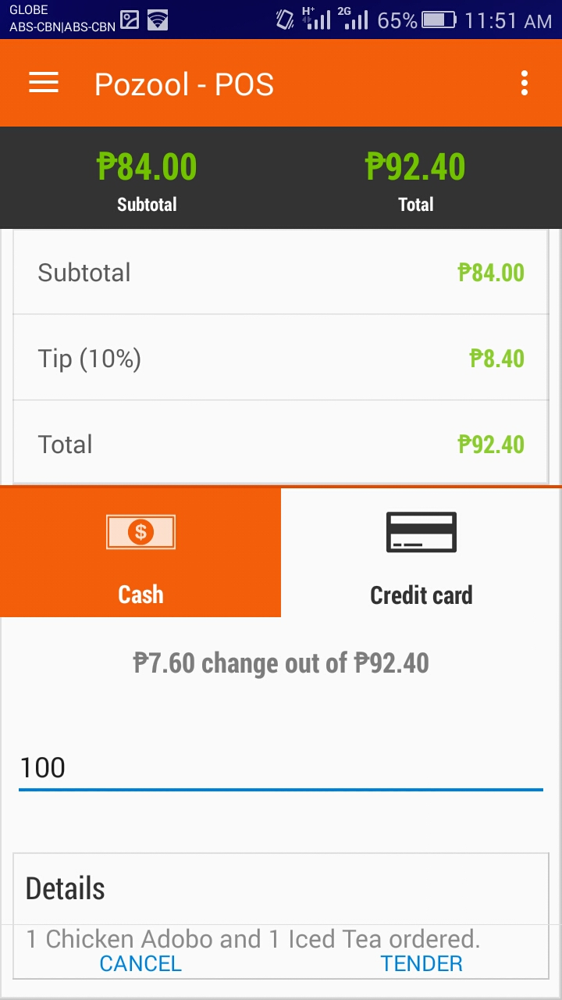 GLOBE
ABS-CBN|ABS-CBN
H+ 2G 65% 11:51 AM
Pozool - POS
₱84.00 ₱92.40
Subtotal Total
Subtotal ₱84.00
Tip (10%) ₱8.40
Total ₱92.40
$
Cash Credit card
₱7.60 change out of ₱92.40
100
Details
1 Chicken Adobo and 1 Iced Tea ordered.
CANCEL TENDER